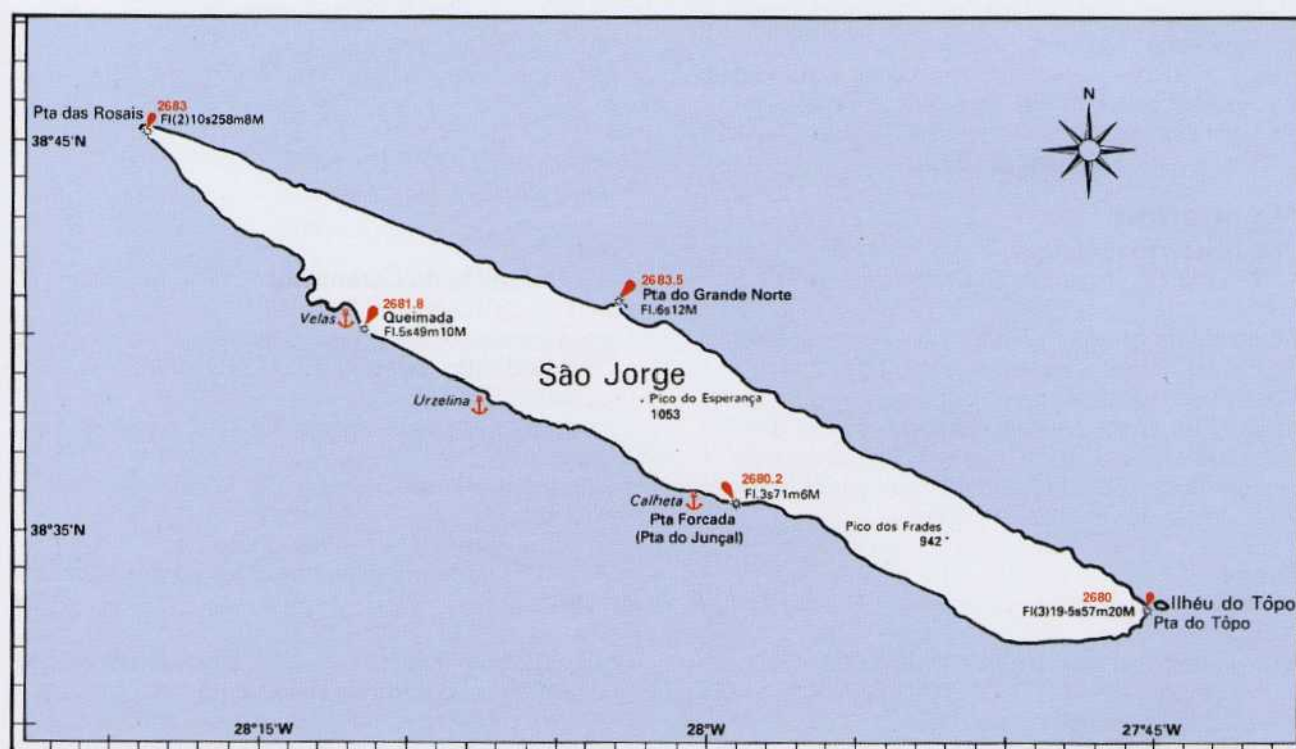 N
2683
Pta das Rosais
Fl(2)10s258m8M
38°45'N
2683.5
Pta do Grande Norte
Fl.6s12M
2681.8
Queimada
Fl.5s49m10M
Velas
São Jorge
Pico do Esperança
1053
Urzelina
2680.2
Fl.3s71m6M
Calheta
Pta Forcada
(Pta do Junçal)
38°35'N
Pico dos Frades
942
2680
Fl(3)19·5s57m20M
Ilhéu do Tôpo
Pta do Tôpo
28°15'W
28°W
27°45'W